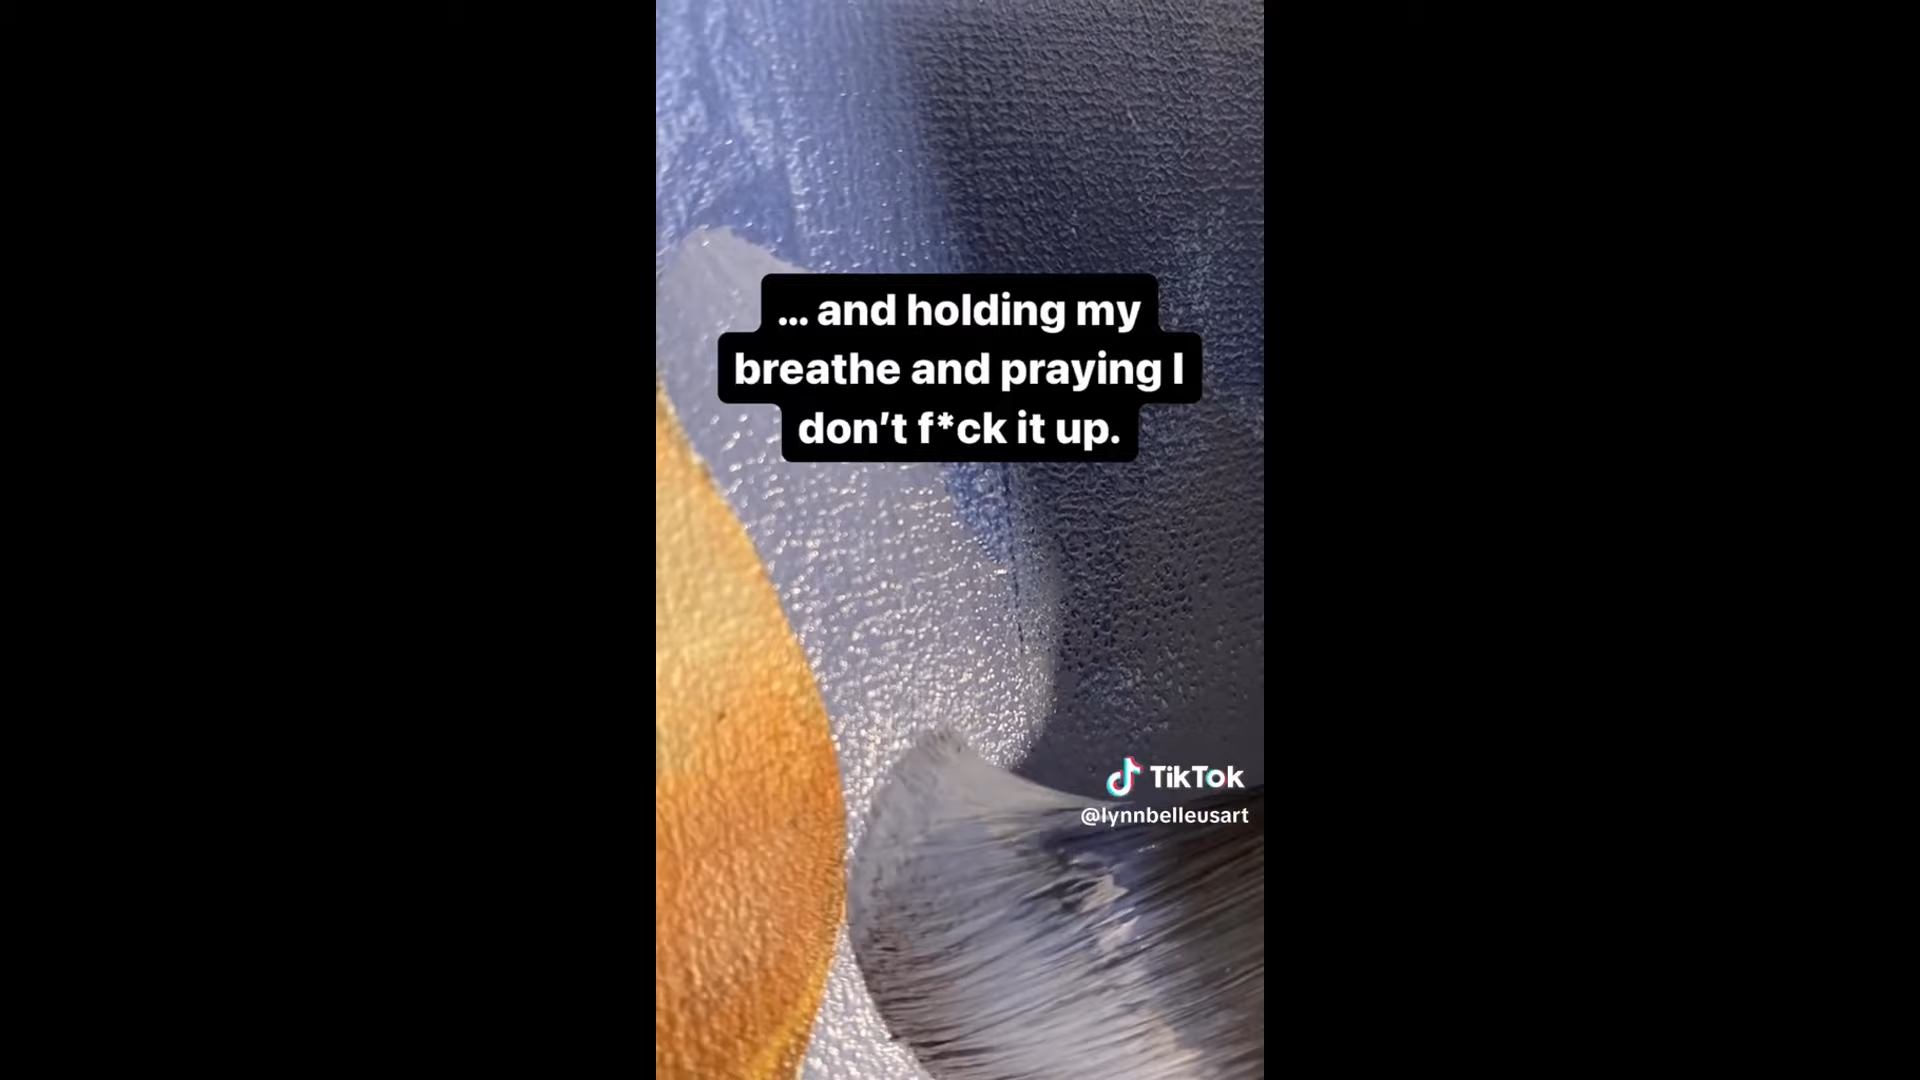 ... and holding my
breathe and praying I
don’t f*ck it up.
TikTok
@lynnbelleusart